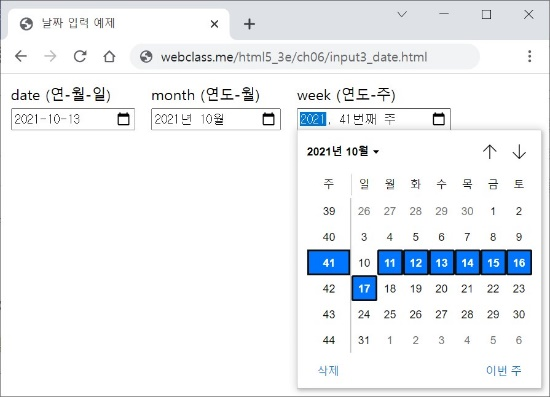 날짜 입력 예제
webclass.me/html5_3e/ch06/input3_date.html
date (연-월-일) month (연도-월) week (연도-주)
2021-10-13 2021년 10월 2021, 41번째 주
2021년 10월
주 일 월 화 수 목 금 토
39 26 27 28 29 30 1 2
40 3 4 5 6 7 8 9
41 10 11 12 13 14 15 16
42 17 18 19 20 21 22 23
43 24 25 26 27 28 29 30
44 31 1 2 3 4 5 6
삭제 이번 주